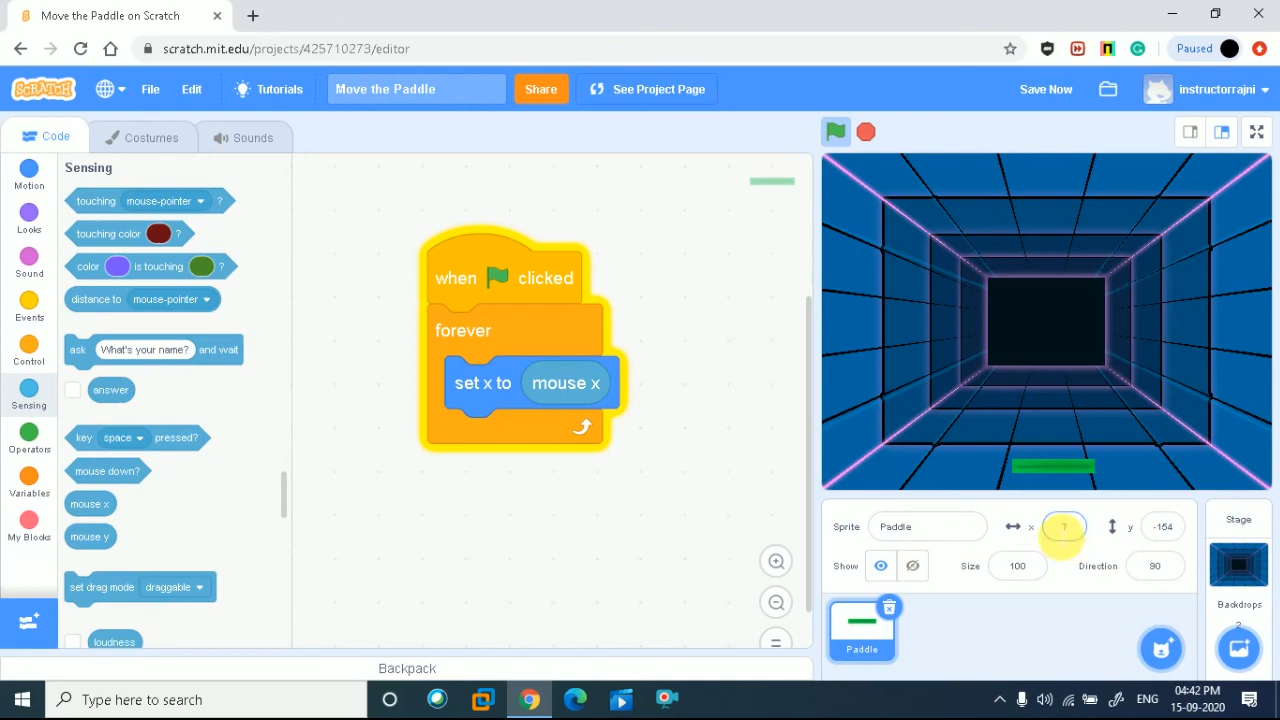 Move the Paddle on Scratch
scratch.mit.edu/projects/425710273/editor
Paused
SCRATCH
File
Edit
Tutorials
Move the Paddle
Share
See Project Page
Save Now
instructorrajni
Code
Costumes
Sounds
Motion
Looks
Sound
Events
Control
Sensing
Operators
Variables
My Blocks
Sensing
touching mouse-pointer ?
touching color ?
color is touching ?
distance to mouse-pointer
ask What's your name? and wait
answer
key space pressed?
mouse down?
mouse x
mouse y
set drag mode draggable
loudness
when clicked
forever
set x to mouse x
Sprite Paddle x 7 y -154
Show Size 100 Direction 90
Paddle
Stage
Backdrops
2
Backpack
Type here to search
ENG
04:42 PM
15-09-2020